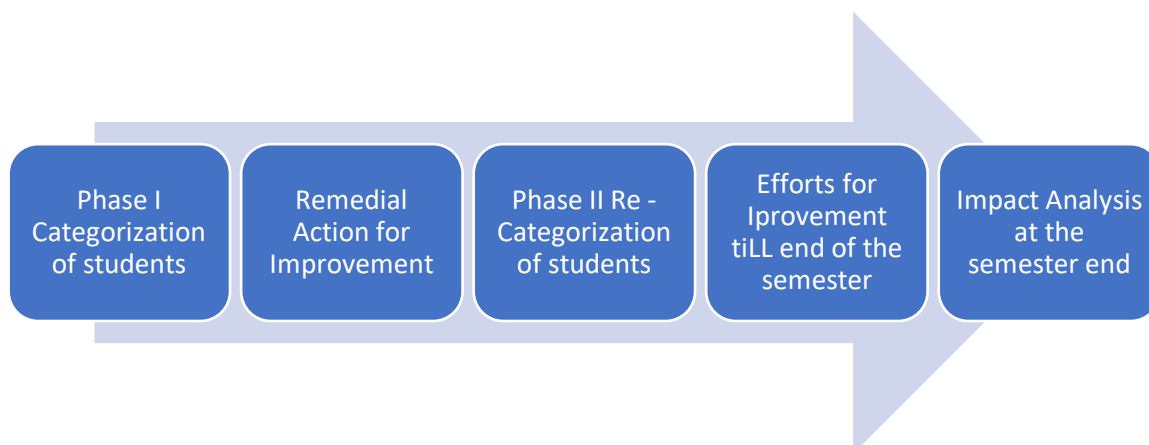 Phase I
Categorization
of students
Remedial
Action for
Improvement
Phase II Re -
Categorization
of students
Efforts for
Iprovement
tiLL end of the
semester
Impact Analysis
at the
semester end